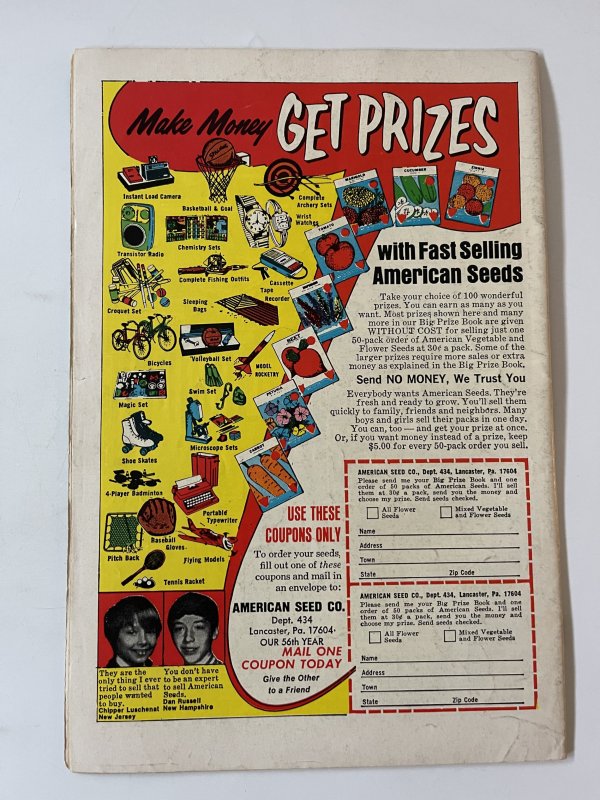 Make Money GET PRIZES
Instant Load Camera
Basketball & Goal
Complete
Archery Sets
Wrist
Watches
Transistor Radio
Chemistry Sets
Complete Fishing Outfits
Cassette
Tape
Recorder
Croquet Set
Sleeping
Bags
Bicycles
Volleyball Set
MODEL
ROCKETRY
Magic Set
Swim Set
Shoe Skates
Microscope Sets
4-Player Badminton
Portable
Typewriter
Pitch Back
Baseball
Gloves
Flying Models
Tennis Racket
CUCUMBER
ZINNIA
TOMATO
BEET
CARROT
with Fast Selling
American Seeds
Take your choice of 100 wonderful
prizes. You can earn as many as you
want. Most prizes shown here and many
more in our Big Prize Book are given
WITHOUT COST for selling just one
50-pack order of American Vegetable and
Flower Seeds at 30¢ a pack. Some of the
larger prizes require more sales or extra
money as explained in the Big Prize Book.
Send NO MONEY, We Trust You
Everybody wants American Seeds. They're
fresh and ready to grow. You'll sell them
quickly to family, friends and neighbors. Many
boys and girls sell their packs in one day.
You can, too — and get your prize at once.
Or, if you want money instead of a prize, keep
$5.00 for every 50-pack order you sell.
USE THESE
COUPONS ONLY
To order your seeds,
fill out one of these
coupons and mail in
an envelope to:
AMERICAN SEED CO.
Dept. 434
Lancaster, Pa. 17604
OUR 56th YEAR
MAIL ONE
COUPON TODAY
Give the Other
to a Friend
AMERICAN SEED CO., Dept. 434, Lancaster, Pa. 17604
Please send me your Big Prize Book and one
order of 50 packs of American Seeds. I'll sell
them at 30¢ a pack, send you the money and
choose my prize. Send seeds checked.
All Flower
Seeds
Mixed Vegetable
and Flower Seeds
Name
Address
Town
State Zip Code
AMERICAN SEED CO., Dept. 434, Lancaster, Pa. 17604
Please send me your Big Prize Book and one
order of 50 packs of American Seeds. I'll sell
them at 30¢ a pack, send you the money and
choose my prize. Send seeds checked.
All Flower
Seeds
Mixed Vegetable
and Flower Seeds
Name
Address
Town
State Zip Code
They are the
only thing I ever
tried to sell that
people wanted
to buy.
Chipper Luschenat
New Jersey
You don't have
to be an expert
to sell American
Seeds.
Dan Russell
New Hampshire